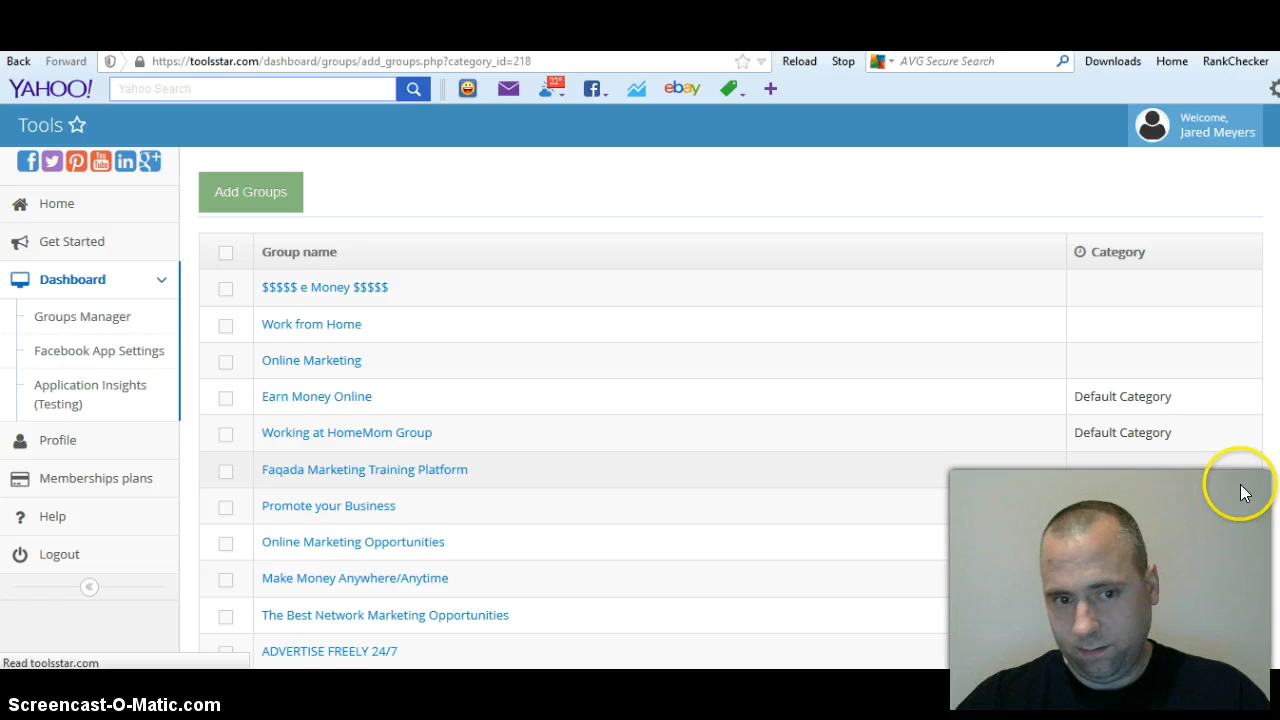 Back Forward https://toolsstar.com/dashboard/groups/add_groups.php?category_id=218 Reload Stop AVG Secure Search Downloads Home RankChecker
YAHOO! Yahoo Search 22° ebay
Tools
Welcome,
Jared Meyers
Add Groups
Home
Get Started
Dashboard
Groups Manager
Facebook App Settings
Application Insights
(Testing)
Profile
Memberships plans
Help
Logout
Group name Category
$$$$$ e Money $$$$$
Work from Home
Online Marketing
Earn Money Online Default Category
Working at HomeMom Group Default Category
Faqada Marketing Training Platform
Promote your Business
Online Marketing Opportunities
Make Money Anywhere/Anytime
The Best Network Marketing Opportunities
ADVERTISE FREELY 24/7
Read toolsstar.com
Screencast-O-Matic.com